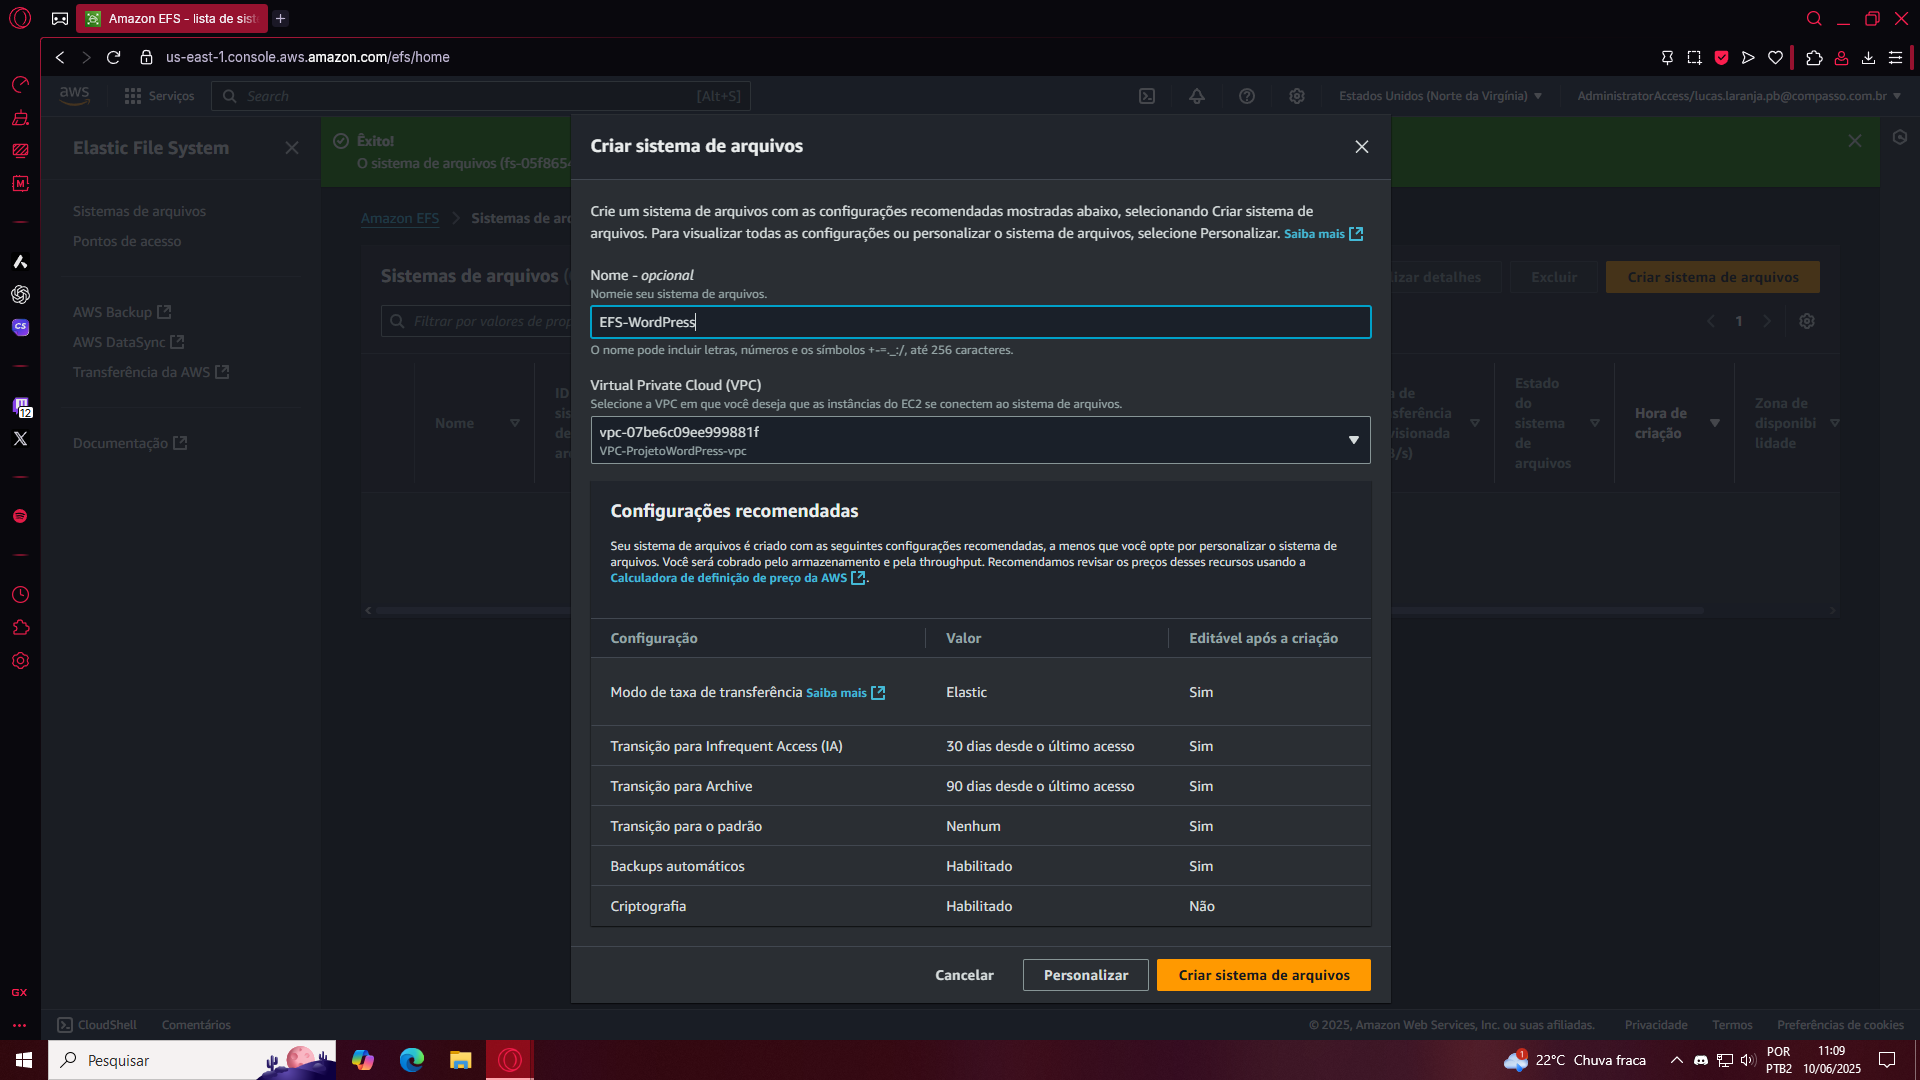 Amazon EFS - lista de sist
us-east-1.console.aws.amazon.com/efs/home
aws
Serviços
Search
[Alt+S]
Estados Unidos (Norte da Virgínia)
AdministratorAccess/lucas.laranja.pb@compasso.com.br
Elastic File System
Sistemas de arquivos
Pontos de acesso
AWS Backup
AWS DataSync
Transferência da AWS
Documentação
Êxito!
O sistema de arquivos (fs-05f8654
Amazon EFS
Sistemas de arq
Sistemas de arquivos (
lizar detalhes
Excluir
Criar sistema de arquivos
Filtrar por valores de prop
1
Nome
ID
sis
de
arq
de
nsferência
visionada
B/s)
Estado
do
sistema
de
arquivos
Hora de
criação
Zona de
disponibi
lidade
Criar sistema de arquivos
Crie um sistema de arquivos com as configurações recomendadas mostradas abaixo, selecionando Criar sistema de
arquivos. Para visualizar todas as configurações ou personalizar o sistema de arquivos, selecione Personalizar. Saiba mais
Nome - opcional
Nomeie seu sistema de arquivos.
EFS-WordPress
O nome pode incluir letras, números e os símbolos +-=._:/, até 256 caracteres.
Virtual Private Cloud (VPC)
Selecione a VPC em que você deseja que as instâncias do EC2 se conectem ao sistema de arquivos.
vpc-07be6c09ee999881f
VPC-ProjetoWordPress-vpc
Configurações recomendadas
Seu sistema de arquivos é criado com as seguintes configurações recomendadas, a menos que você opte por personalizar o sistema de
arquivos. Você será cobrado pelo armazenamento e pela throughput. Recomendamos revisar os preços desses recursos usando a
Calculadora de definição de preço da AWS.
Configuração Valor Editável após a criação
Modo de taxa de transferência Saiba mais Elastic Sim
Transição para Infrequent Access (IA) 30 dias desde o último acesso Sim
Transição para Archive 90 dias desde o último acesso Sim
Transição para o padrão Nenhum Sim
Backups automáticos Habilitado Sim
Criptografia Habilitado Não
Cancelar
Personalizar
Criar sistema de arquivos
M
CS
12
GX
CloudShell
Comentários
© 2025, Amazon Web Services, Inc. ou suas afiliadas.
Privacidade
Termos
Preferências de cookies
Pesquisar
1
22°C Chuva fraca
POR
PTB2
11:09
10/06/2025